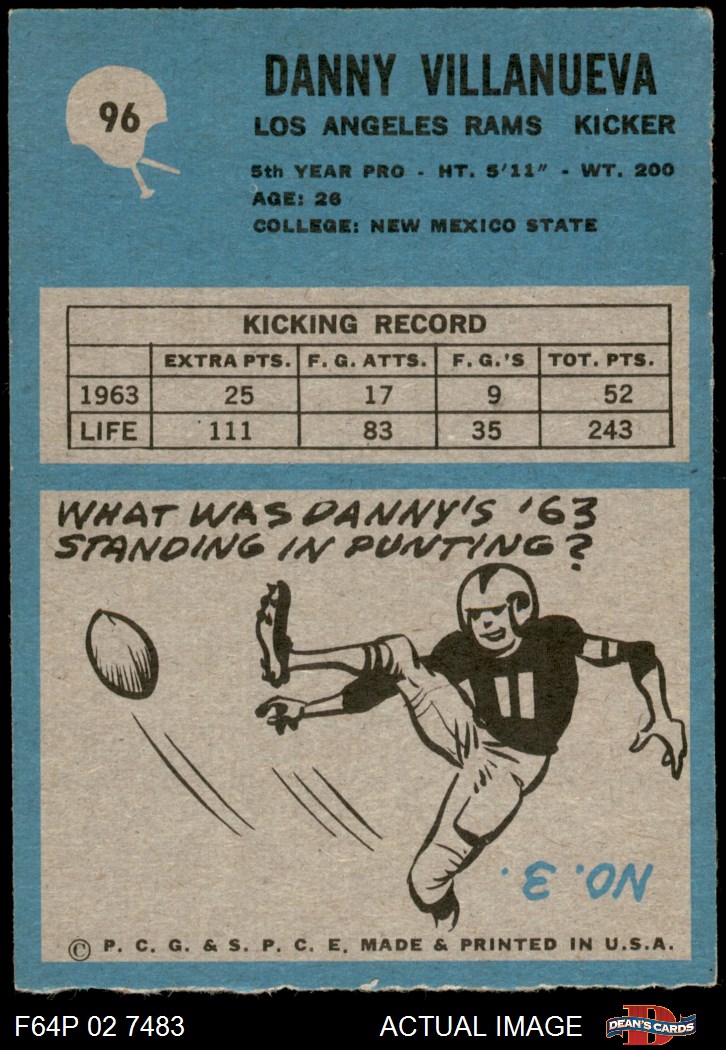 96
DANNY VILLANUEVA
LOS ANGELES RAMS KICKER
5th YEAR PRO - HT. 5'11" - WT. 200
AGE: 26
COLLEGE: NEW MEXICO STATE
KICKING RECORD
EXTRA PTS. F. G. ATTS. F. G.'S TOT. PTS.
1963 25 17 9 52
LIFE 111 83 35 243
WHAT WAS DANNY'S '63
STANDING IN PUNTING?
11
NO. 3.
© P. C. G. & S. P. C. E. MADE & PRINTED IN U.S.A.
F64P 02 7483 ACTUAL IMAGE D DEAN'S CARDS